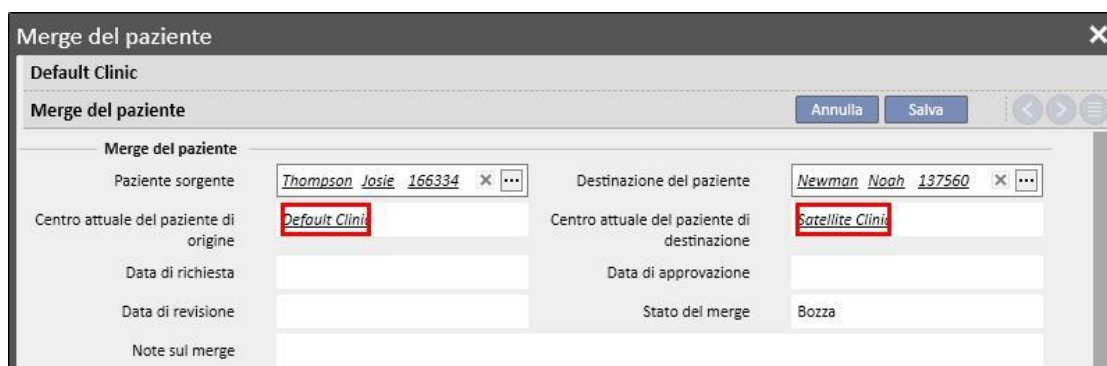 Merge del paziente
Default Clinic
Merge del paziente Annulla Salva
Merge del paziente
Paziente sorgente Thompson Josie 166334 Destinazione del paziente Newman Noah 137560
Centro attuale del paziente di origine Default Clinic Centro attuale del paziente di destinazione Satellite Clinic
Data di richiesta Data di approvazione
Data di revisione Stato del merge Bozza
Note sul merge